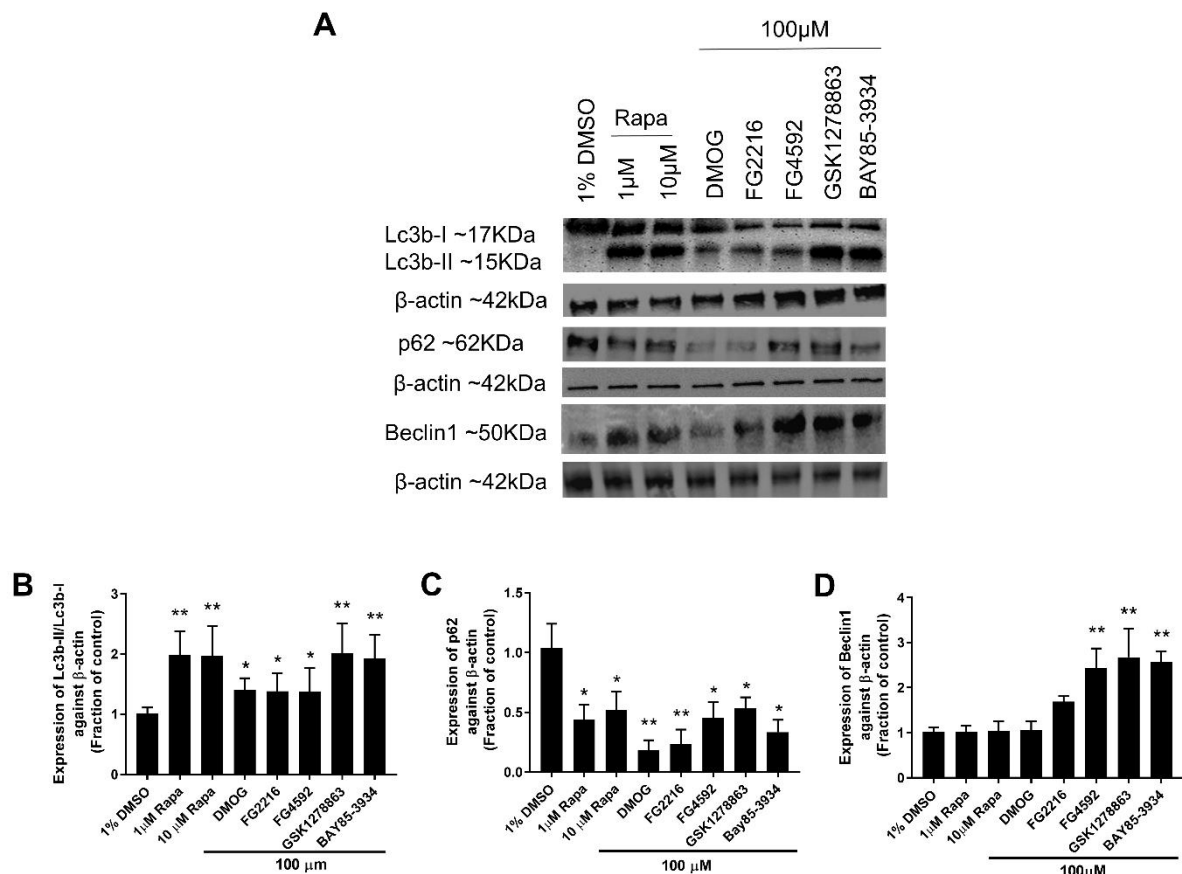 A
100µM
1% DMSO
Rapa
1µM
10µM
DMOG
FG2216
FG4592
GSK1278863
BAY85-3934
Lc3b-I ~17KDa
Lc3b-II ~15KDa
β-actin ~42kDa
p62 ~62KDa
β-actin ~42kDa
Beclin1 ~50KDa
β-actin ~42kDa
B
Expression of Lc3b-II/Lc3b-I
against β-actin
(Fraction of control)
3
2
1
0
** ** * * * ** **
1% DMSO
1µM Rapa
10 µM Rapa
DMOG
FG2216
FG4592
GSK1278863
BAY85-3934
100 µm
C
Expression of p62
against β-actin
(Fraction of control)
1.5
1.0
0.5
0.0
* * ** ** * * *
1% DMSO
1µM Rapa
10 µM Rapa
DMOG
FG2216
FG4592
GSK1278863
Bay85-3934
100 µM
D
Expression of Beclin1
against β-actin
(Fraction of control)
4
3
2
1
0
** ** **
1% DMSO
1µM Rapa
10µM Rapa
DMOG
FG2216
FG4592
GSK1278863
BAY85-3934
100µM